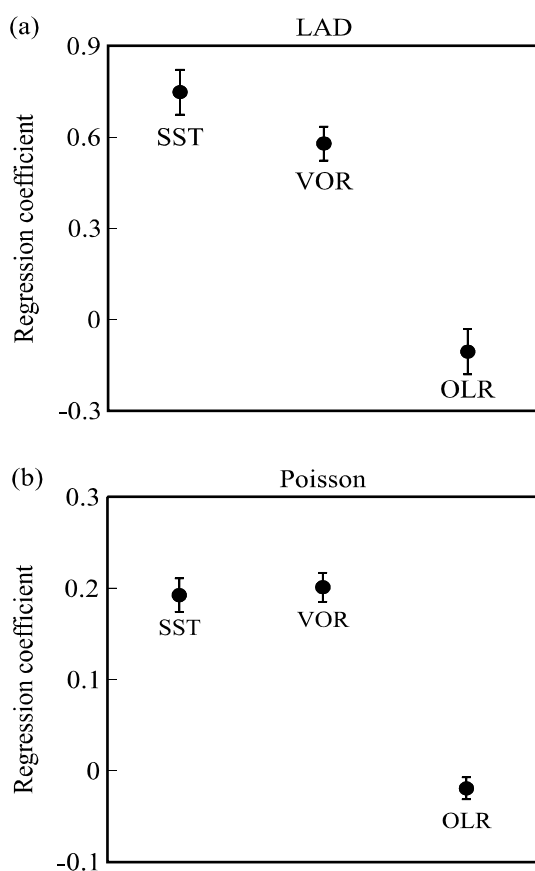 (a) LAD
0.9
0.6
0.3
0
-0.3
Regression coefficient
SST
VOR
OLR
(b) Poisson
0.3
0.2
0.1
0
-0.1
Regression coefficient
SST
VOR
OLR